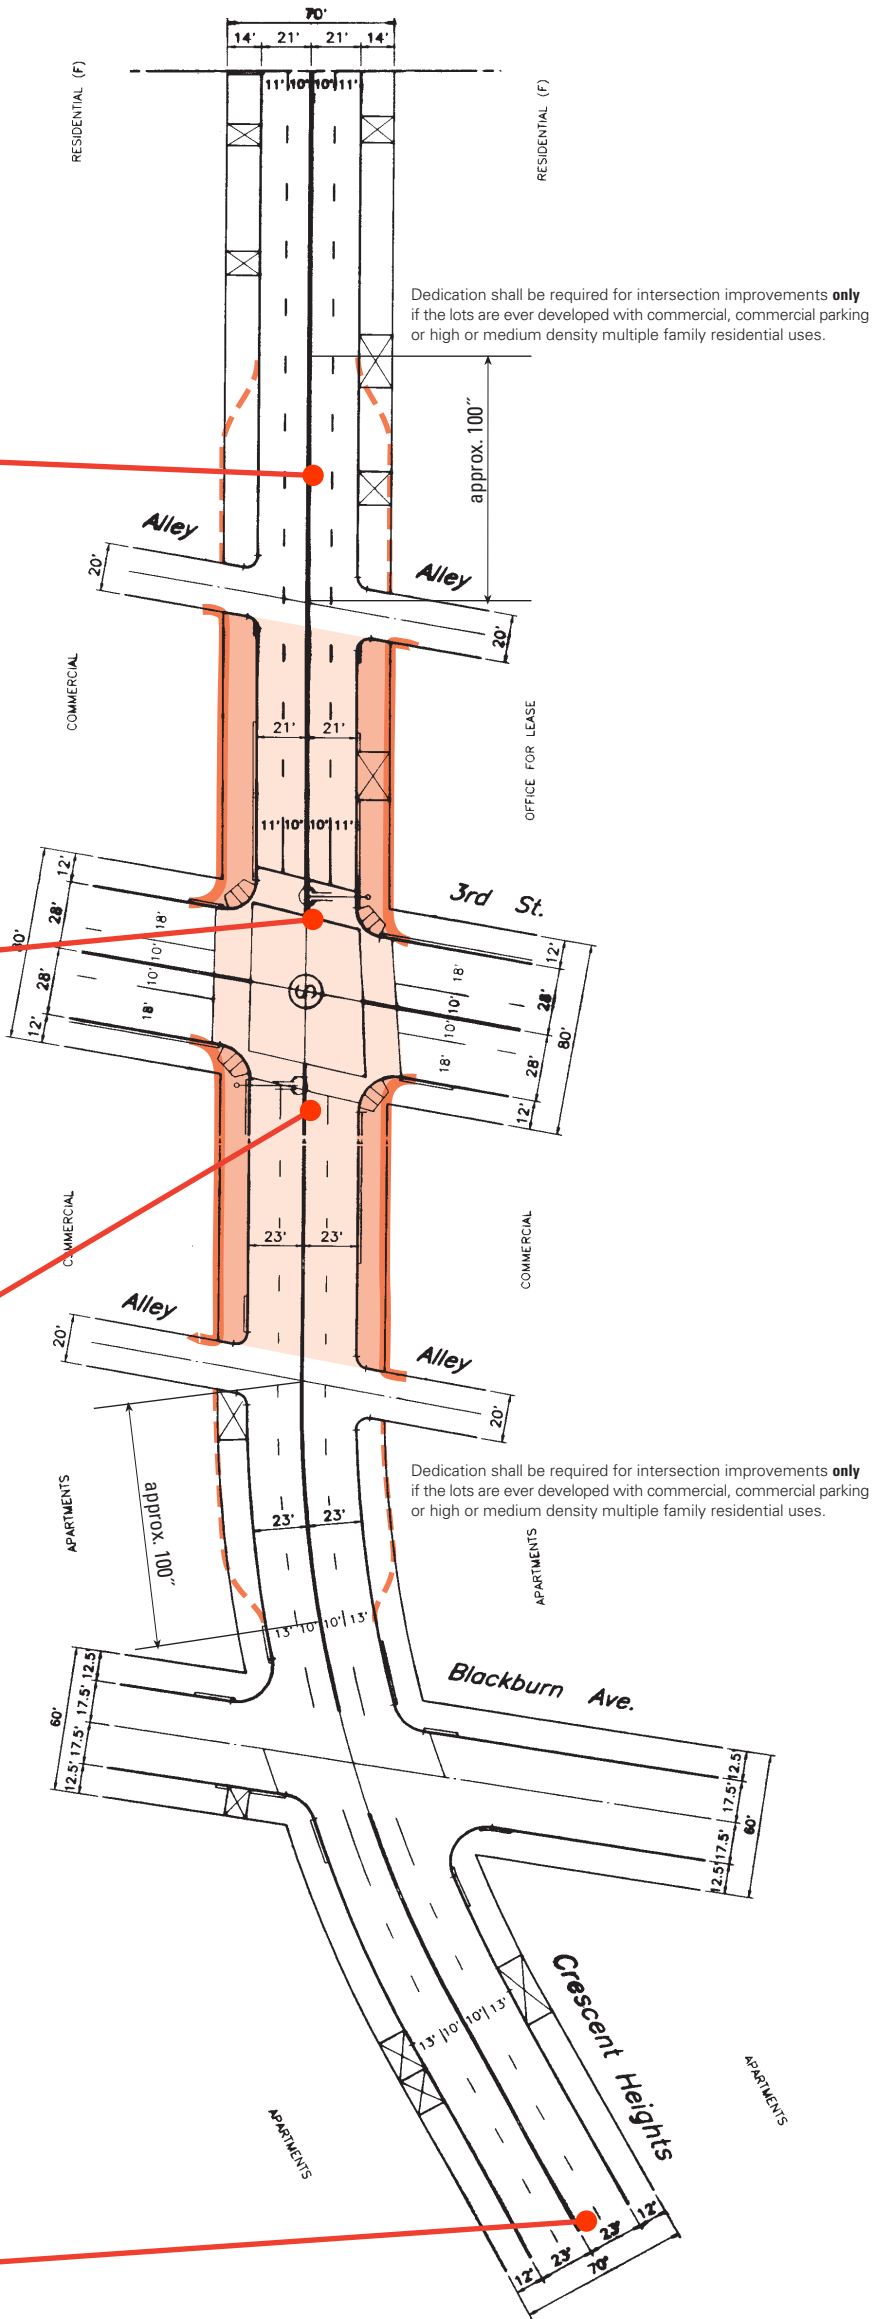 70'
14' 21' 21' 14'
RESIDENTIAL (F)
RESIDENTIAL (F)
11' 10' 10' 11'
Dedication shall be required for intersection improvements only
if the lots are ever developed with commercial, commercial parking
or high or medium density multiple family residential uses.
approx. 100"
Alley
20'
Alley
20'
COMMERCIAL
OFFICE FOR LEASE
21' 21'
11' 10' 10' 11'
3rd St.
12'
28'
28'
12'
80'
18'
10'
10'
18'
S
18'
10'
10'
18'
12'
28'
28'
12'
80'
COMMERCIAL
COMMERCIAL
23' 23'
Alley
20'
Alley
20'
approx. 100"
Dedication shall be required for intersection improvements only
if the lots are ever developed with commercial, commercial parking
or high or medium density multiple family residential uses.
APARTMENTS
APARTMENTS
23' 23'
13' 10' 10' 13'
Blackburn Ave.
60'
12.5' 17.5' 17.5' 12.5'
12.5'
17.5'
17.5'
12.5'
60'
Crescent Heights
13' 10' 10' 13'
APARTMENTS
APARTMENTS
12' 23' 23' 12'
70'